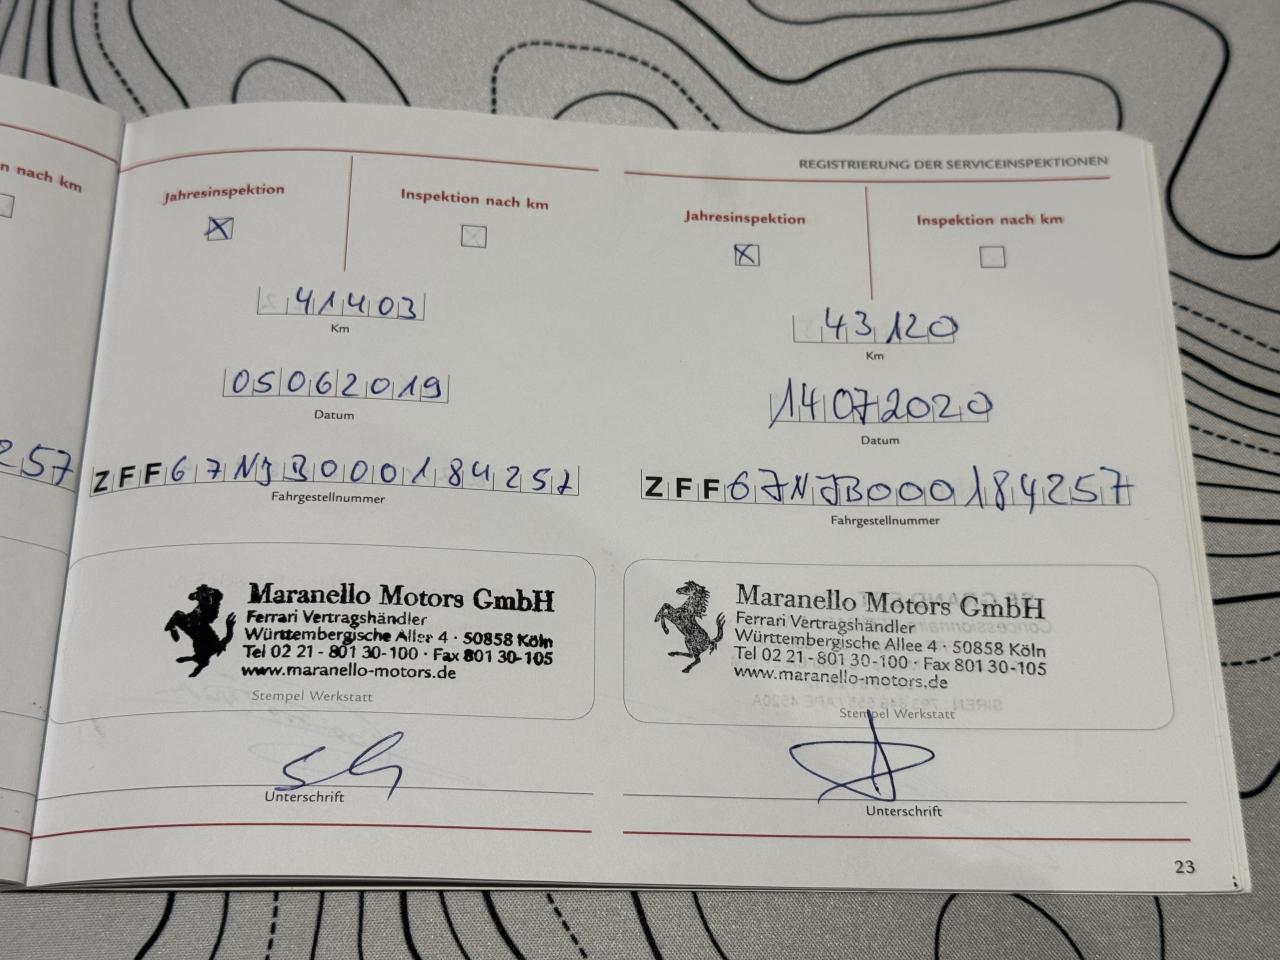 n nach km
257
Jahresinspektion
Inspektion nach km
41403
Km
05062019
Datum
ZFF67NJB000184257
Fahrgestellnummer
Maranello Motors GmbH
Ferrari Vertragshändler
Württembergische Allee 4 · 50858 Köln
Tel 02 21 - 801 30-100 · Fax 801 30-105
www.maranello-motors.de
Stempel Werkstatt
Unterschrift
REGISTRIERUNG DER SERVICEINSPEKTIONEN
Jahresinspektion
Inspektion nach km
43120
Km
14072020
Datum
ZFF67NJB000184257
Fahrgestellnummer
Maranello Motors GmbH
Ferrari Vertragshändler
Württembergische Allee 4 · 50858 Köln
Tel 02 21 - 801 30-100 · Fax 801 30-105
www.maranello-motors.de
Stempel Werkstatt
Unterschrift
23